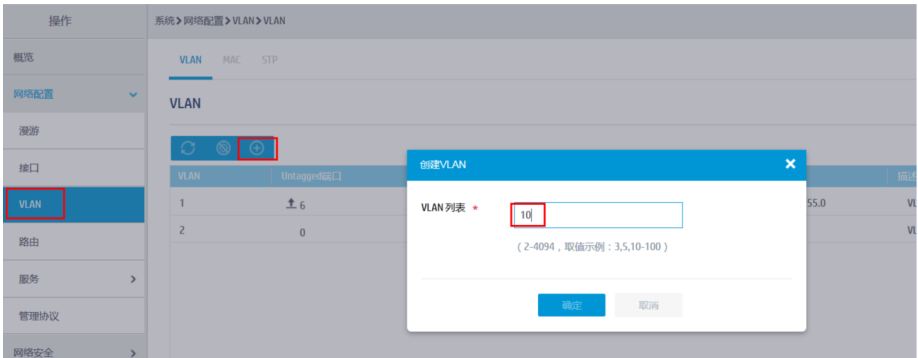 操作
系统>网络配置>VLAN>VLAN
概览
网络配置
漫游
接口
VLAN
路由
服务
管理协议
网络安全
VLAN MAC STP
VLAN
VLAN Untagged端口 描述
1 6 55.0 VL
2 0 VL
创建VLAN
VLAN 列表 *
10
(2-4094，取值示例：3,5,10-100)
确定 取消